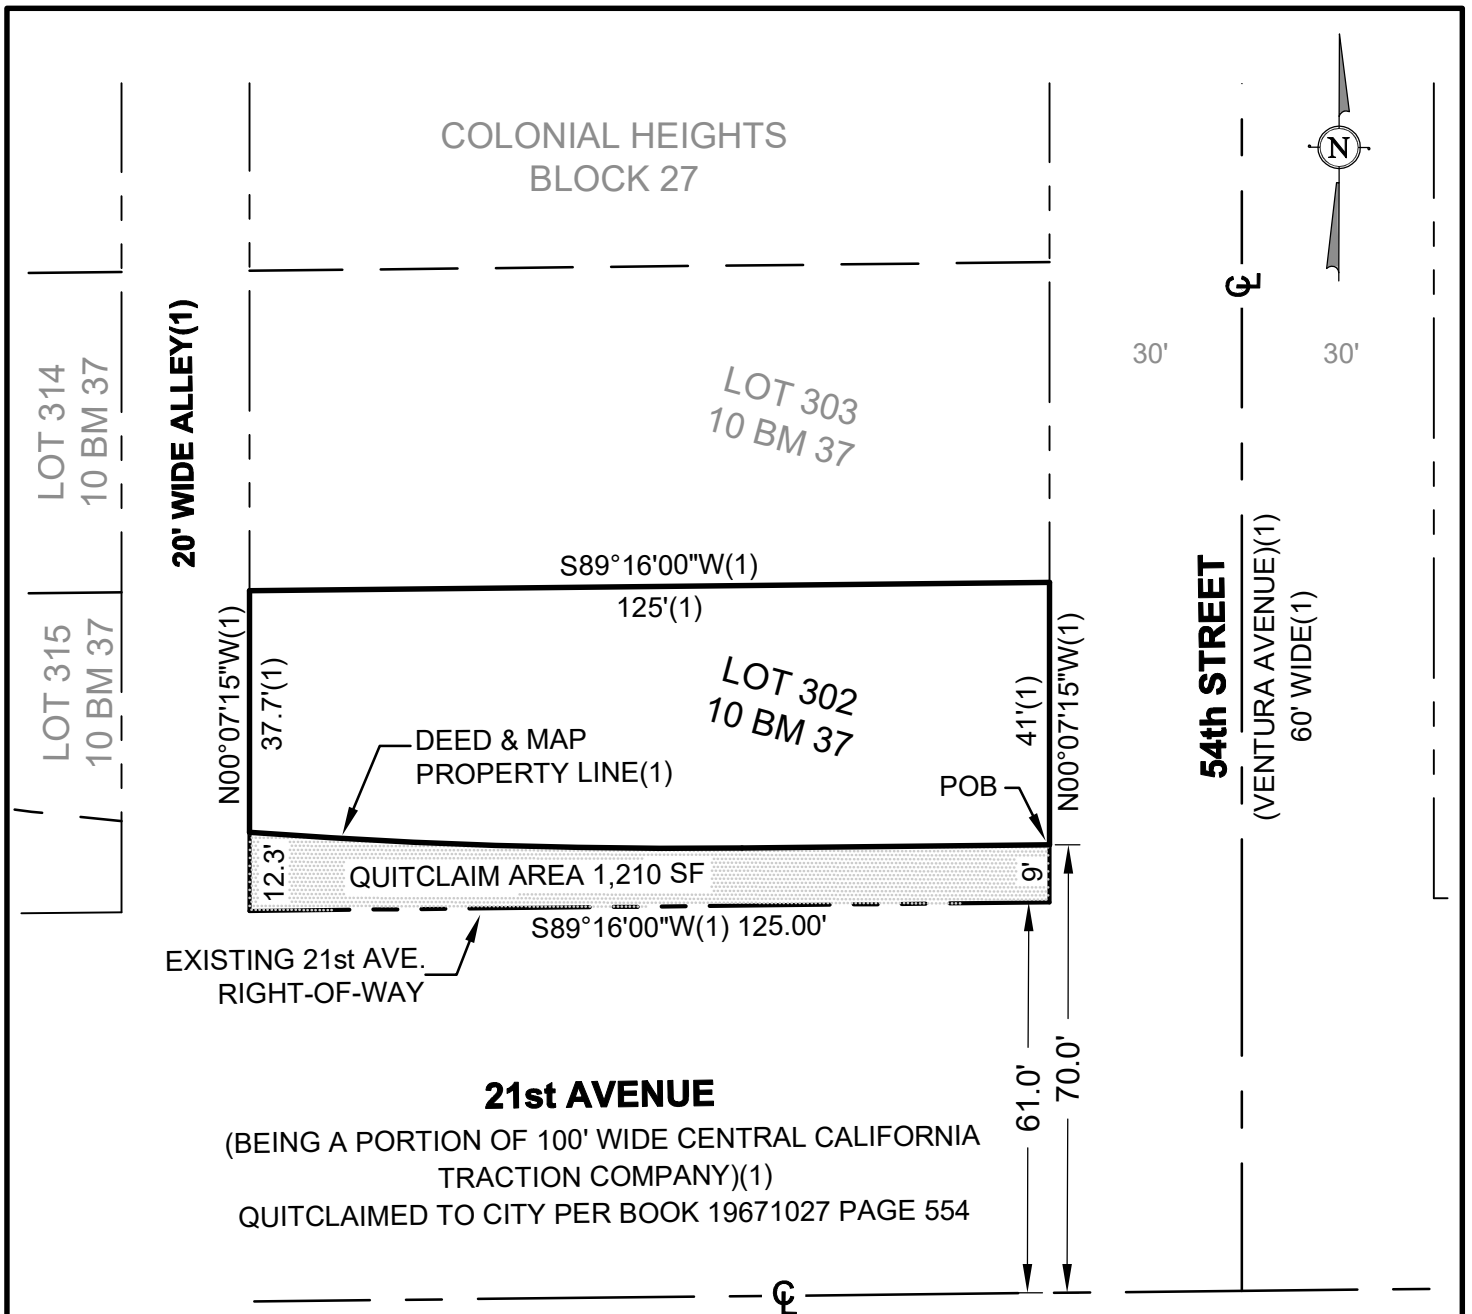 COLONIAL HEIGHTS
BLOCK 27
N
℄
30'
30'
20' WIDE ALLEY(1)
LOT 314
10 BM 37
LOT 303
10 BM 37
S89°16'00"W(1)
125'(1)
LOT 315
10 BM 37
N00°07'15"W(1)
37.7'(1)
LOT 302
10 BM 37
41'(1)
N00°07'15"W(1)
54th STREET
(VENTURA AVENUE)(1)
60' WIDE(1)
DEED & MAP
PROPERTY LINE(1)
POB
12.3'
QUITCLAIM AREA 1,210 SF
9'
S89°16'00"W(1) 125.00'
EXISTING 21st AVE.
RIGHT-OF-WAY
61.0'
70.0'
21st AVENUE
(BEING A PORTION OF 100' WIDE CENTRAL CALIFORNIA
TRACTION COMPANY)(1)
QUITCLAIMED TO CITY PER BOOK 19671027 PAGE 554
℄